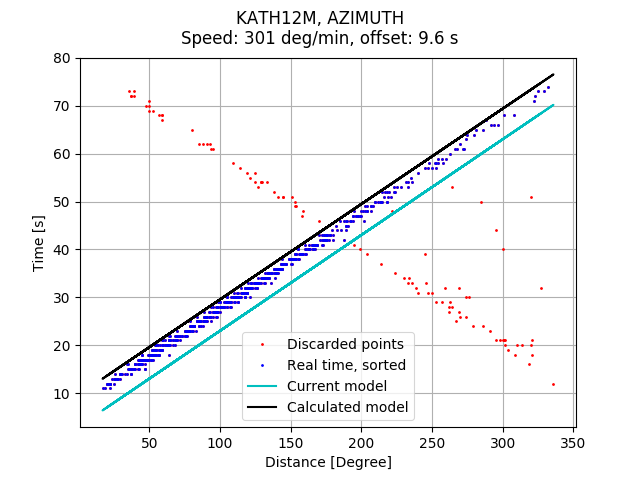 KATH12M, AZIMUTH
Speed: 301 deg/min, offset: 9.6 s
80
70
60
50
40
30
20
10
Time [s]
Discarded points
Real time, sorted
Current model
Calculated model
50 100 150 200 250 300 350
Distance [Degree]